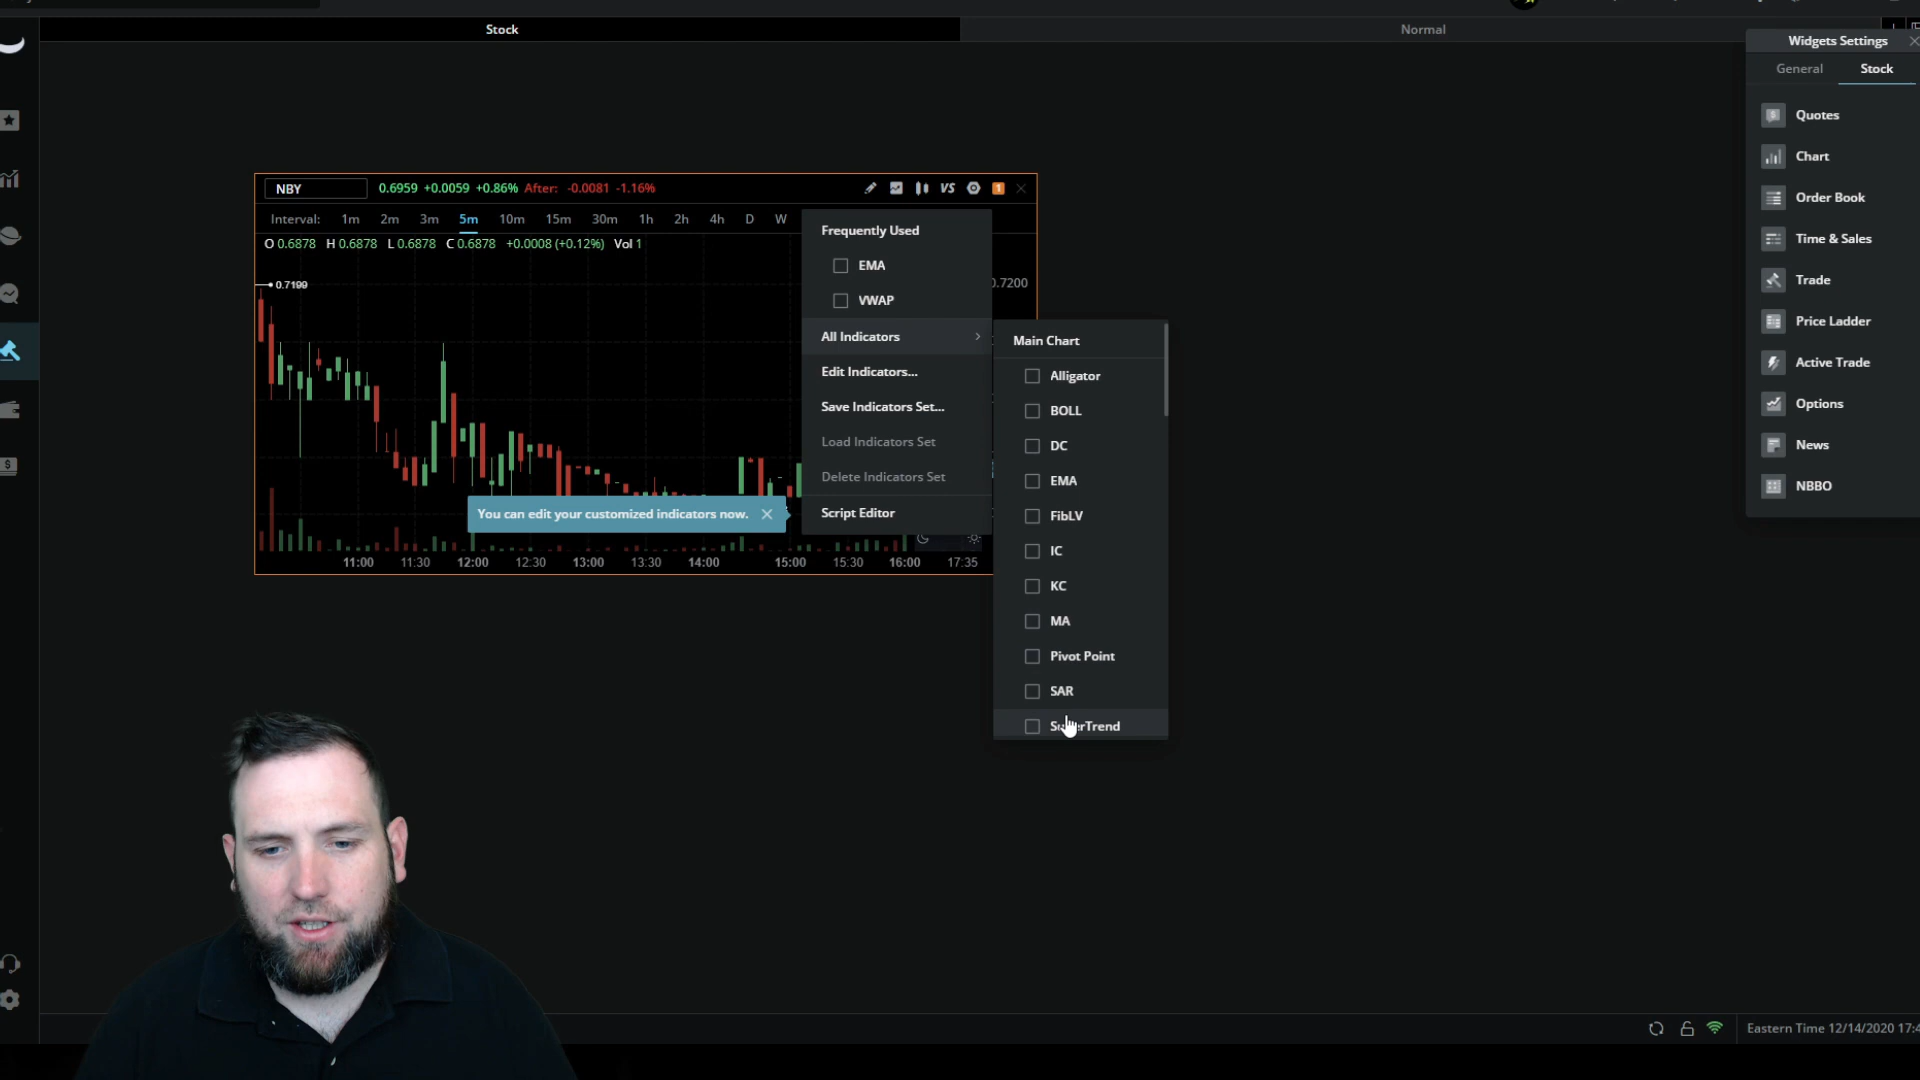 Stock
Normal
Widgets Settings
General Stock
Quotes
Chart
Order Book
Time & Sales
Trade
Price Ladder
Active Trade
Options
News
NBBO
NBY 0.6959 +0.0059 +0.86% After: -0.0081 -1.16% VS 1
Interval: 1m 2m 3m 5m 10m 15m 30m 1h 2h 4h D W
O 0.6878 H 0.6878 L 0.6878 C 0.6878 +0.0008 (+0.12%) Vol 1
0.7199
0.7200
Frequently Used
EMA
VWAP
All Indicators
Edit Indicators...
Save Indicators Set...
Load Indicators Set
Delete Indicators Set
Script Editor
You can edit your customized indicators now.
11:00 11:30 12:00 12:30 13:00 13:30 14:00 15:00 15:30 16:00 17:35
Main Chart
Alligator
BOLL
DC
EMA
FibLV
IC
KC
MA
Pivot Point
SAR
SuperTrend
Eastern Time 12/14/2020 17:4